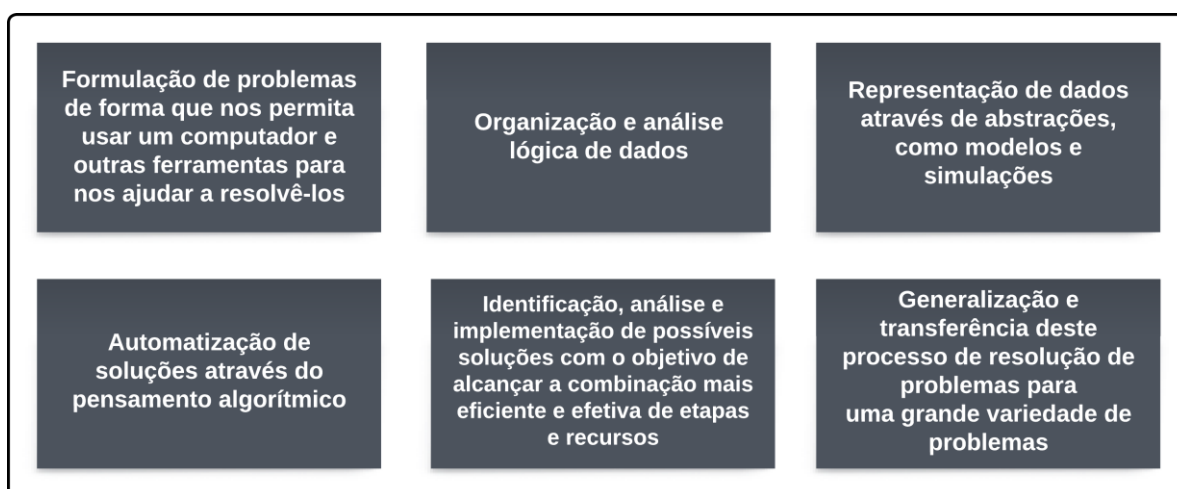 Formulação de problemas
de forma que nos permita
usar um computador e
outras ferramentas para
nos ajudar a resolvê-los
Organização e análise
lógica de dados
Representação de dados
através de abstrações,
como modelos e
simulações
Automatização de
soluções através do
pensamento algorítmico
Identificação, análise e
implementação de possíveis
soluções com o objetivo de
alcançar a combinação mais
eficiente e efetiva de etapas
e recursos
Generalização e
transferência deste
processo de resolução de
problemas para
uma grande variedade de
problemas